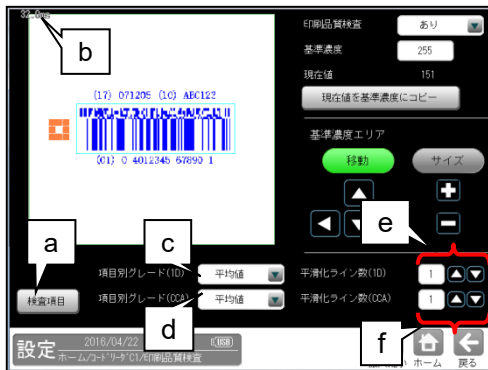 32.0ms
b
印刷品質検査 あり
基準濃度 255
現在値 151
現在値を基準濃度にコピー
(17) 071205 (10) ABC123
(01) 0 4012345 67890 1
基準濃度エリア
移動 サイズ
e
a
c
項目別グレード(1D) 平均値
平滑化ライン数(1D) 1
検査項目
項目別グレード(CCA) 平均値
平滑化ライン数(CCA) 1
d
f
設定
2016/04/22
USB
ホーム/コードリーダC1/印刷品質検査
ホーム 戻る